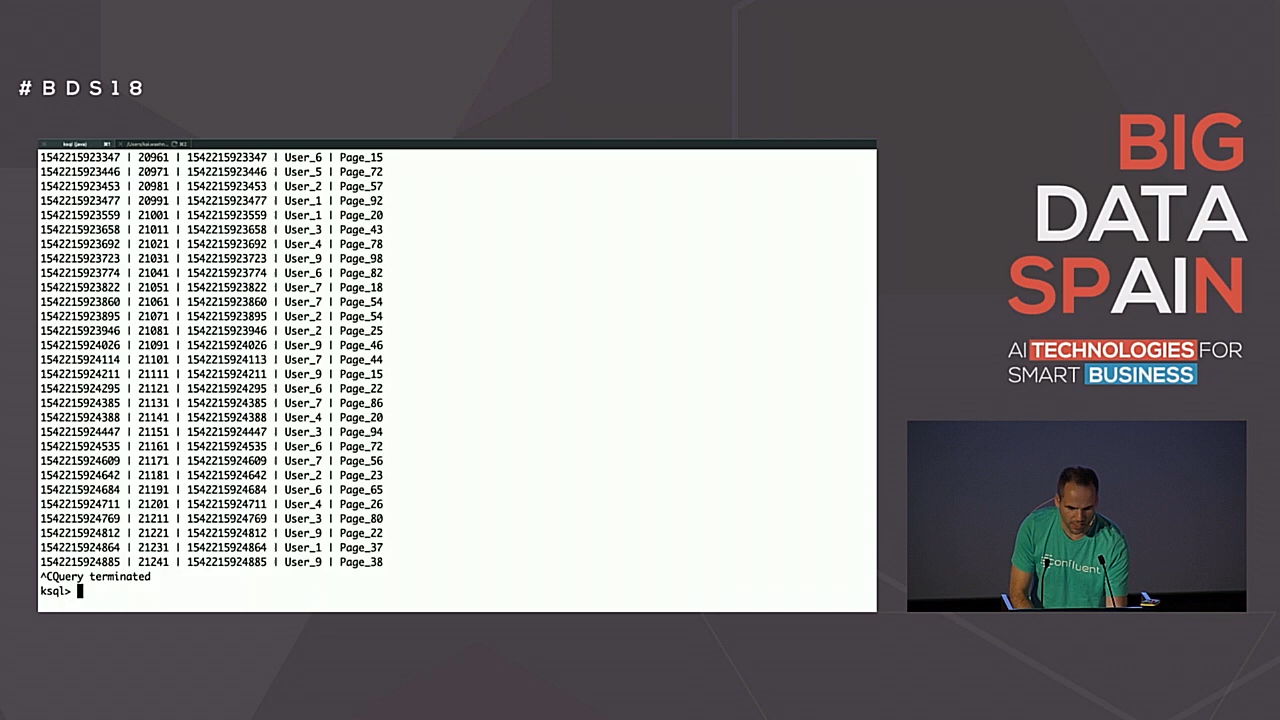 #BDS18
ksql (java) ⌘1
1542215923347 | 20961 | 1542215923347 | User_6 | Page_15
1542215923446 | 20971 | 1542215923446 | User_5 | Page_72
1542215923453 | 20981 | 1542215923453 | User_2 | Page_57
1542215923477 | 20991 | 1542215923477 | User_1 | Page_92
1542215923559 | 21001 | 1542215923559 | User_1 | Page_20
1542215923658 | 21011 | 1542215923658 | User_3 | Page_43
1542215923692 | 21021 | 1542215923692 | User_4 | Page_78
1542215923723 | 21031 | 1542215923723 | User_9 | Page_98
1542215923774 | 21041 | 1542215923774 | User_6 | Page_82
1542215923822 | 21051 | 1542215923822 | User_7 | Page_18
1542215923860 | 21061 | 1542215923860 | User_7 | Page_54
1542215923895 | 21071 | 1542215923895 | User_2 | Page_54
1542215923946 | 21081 | 1542215923946 | User_2 | Page_25
1542215924026 | 21091 | 1542215924026 | User_9 | Page_46
1542215924114 | 21101 | 1542215924113 | User_7 | Page_44
1542215924211 | 21111 | 1542215924211 | User_9 | Page_15
1542215924295 | 21121 | 1542215924295 | User_6 | Page_22
1542215924385 | 21131 | 1542215924385 | User_7 | Page_86
1542215924388 | 21141 | 1542215924388 | User_4 | Page_20
1542215924447 | 21151 | 1542215924447 | User_3 | Page_94
1542215924535 | 21161 | 1542215924535 | User_6 | Page_72
1542215924609 | 21171 | 1542215924609 | User_7 | Page_56
1542215924642 | 21181 | 1542215924642 | User_2 | Page_23
1542215924684 | 21191 | 1542215924684 | User_6 | Page_65
1542215924711 | 21201 | 1542215924711 | User_4 | Page_26
1542215924769 | 21211 | 1542215924769 | User_3 | Page_80
1542215924812 | 21221 | 1542215924812 | User_9 | Page_22
1542215924864 | 21231 | 1542215924864 | User_1 | Page_37
1542215924885 | 21241 | 1542215924885 | User_9 | Page_38
^CQuery terminated
ksql>
BIG
DATA
SPAIN
AI TECHNOLOGIES FOR
SMART BUSINESS
confluent